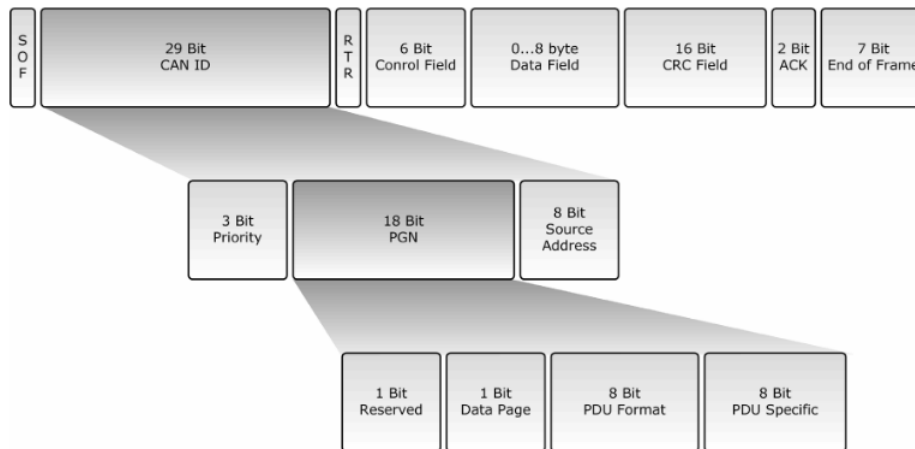 SOF
29 Bit
CAN ID
RTR
6 Bit
Conrol Field
0...8 byte
Data Field
16 Bit
CRC Field
2 Bit
ACK
7 Bit
End of Frame
3 Bit
Priority
18 Bit
PGN
8 Bit
Source
Address
1 Bit
Reserved
1 Bit
Data Page
8 Bit
PDU Format
8 Bit
PDU Specific